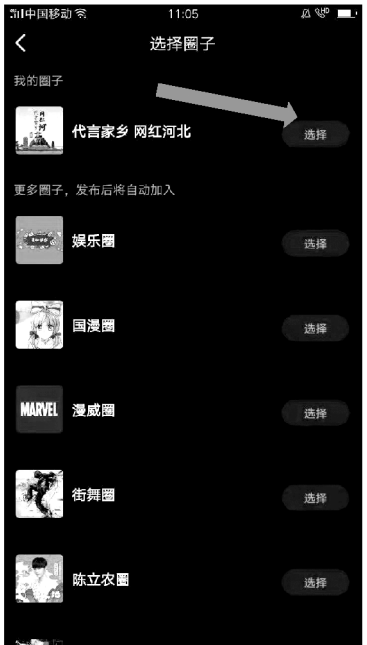 中国移动 11:05 HD
选择圈子
我的圈子
代言家乡 网红河北 选择
更多圈子，发布后将自动加入
娱乐圈 选择
国漫圈 选择
MARVEL 漫威圈 选择
街舞圈 选择
陈立农圈 选择